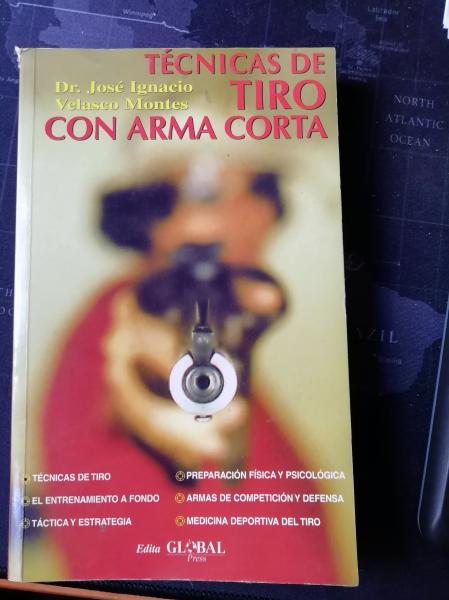 TÉCNICAS DE
Dr. José Ignacio
TIRO
Velasco Montes
CON ARMA CORTA
TÉCNICAS DE TIRO
EL ENTRENAMIENTO A FONDO
TÁCTICA Y ESTRATEGIA
PREPARACIÓN FÍSICA Y PSICOLÓGICA
ARMAS DE COMPETICIÓN Y DEFENSA
MEDICINA DEPORTIVA DEL TIRO
Edita GLOBAL
Press
Winnipeg
NORTH
ATLANTIC
OCEAN